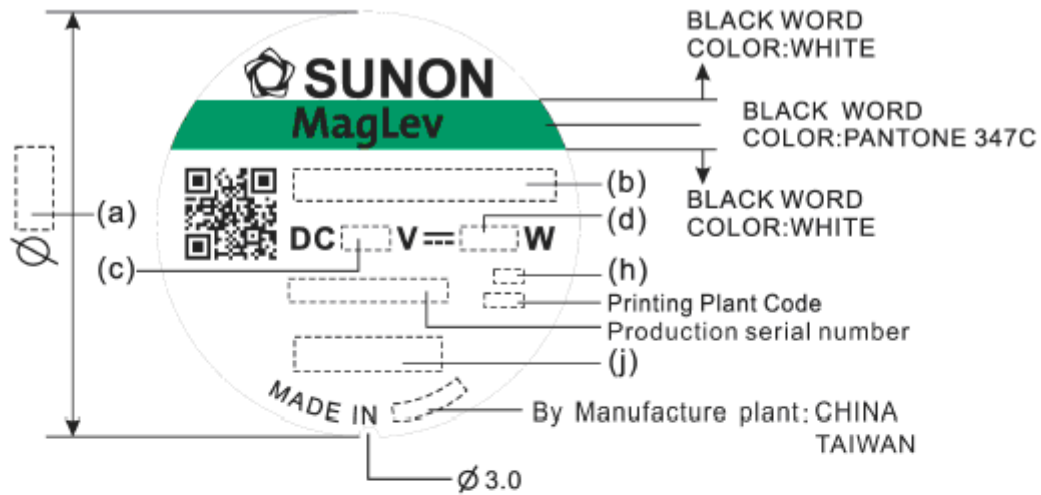 BLACK WORD
COLOR:WHITE
SUNON
MagLev
BLACK WORD
COLOR:PANTONE 347C
(a)
Ø
(b)
BLACK WORD
COLOR:WHITE
(d)
DC V W
(c)
(h)
Printing Plant Code
Production serial number
(j)
MADE IN
By Manufacture plant: CHINA
TAIWAN
Ø 3.0